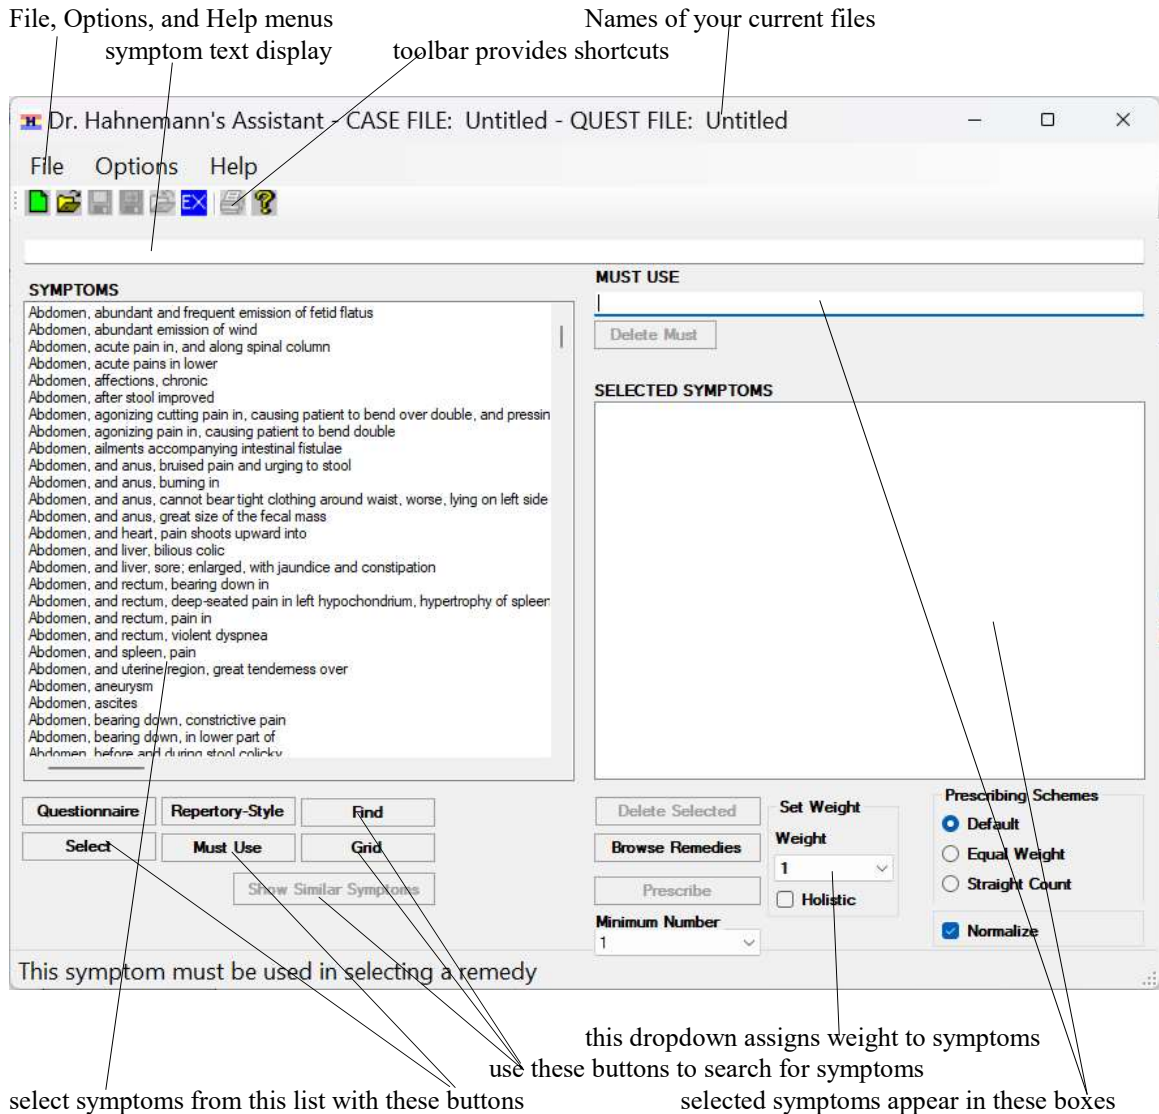 File, Options, and Help menus
Names of your current files
symptom text display
toolbar provides shortcuts
Dr. Hahnemann's Assistant - CASE FILE: Untitled - QUEST FILE: Untitled
File Options Help
EX
SYMPTOMS
Abdomen, abundant and frequent emission of fetid flatus
Abdomen, abundant emission of wind
Abdomen, acute pain in, and along spinal column
Abdomen, acute pains in lower
Abdomen, affections, chronic
Abdomen, after stool improved
Abdomen, agonizing cutting pain in, causing patient to bend over double, and pressin
Abdomen, agonizing pain in, causing patient to bend double
Abdomen, ailments accompanying intestinal fistulae
Abdomen, and anus, bruised pain and urging to stool
Abdomen, and anus, burning in
Abdomen, and anus, cannot bear tight clothing around waist, worse, lying on left side
Abdomen, and anus, great size of the fecal mass
Abdomen, and heart, pain shoots upward into
Abdomen, and liver, bilious colic
Abdomen, and liver, sore; enlarged, with jaundice and constipation
Abdomen, and rectum, bearing down in
Abdomen, and rectum, deep-seated pain in left hypochondrium, hypertrophy of spleen
Abdomen, and rectum, pain in
Abdomen, and rectum, violent dyspnea
Abdomen, and spleen, pain
Abdomen, and uterine region, great tenderness over
Abdomen, aneurysm
Abdomen, ascites
Abdomen, bearing down, constrictive pain
Abdomen, bearing down, in lower part of
Abdomen, before and during stool colicky
MUST USE
Delete Must
SELECTED SYMPTOMS
Questionnaire Repertory-Style Find
Select Must Use Grid
Show Similar Symptoms
Delete Selected
Browse Remedies
Prescribe
Minimum Number
1
Set Weight
Weight
1
Holistic
Prescribing Schemes
Default
Equal Weight
Straight Count
Normalize
This symptom must be used in selecting a remedy
this dropdown assigns weight to symptoms
use these buttons to search for symptoms
select symptoms from this list with these buttons
selected symptoms appear in these boxes